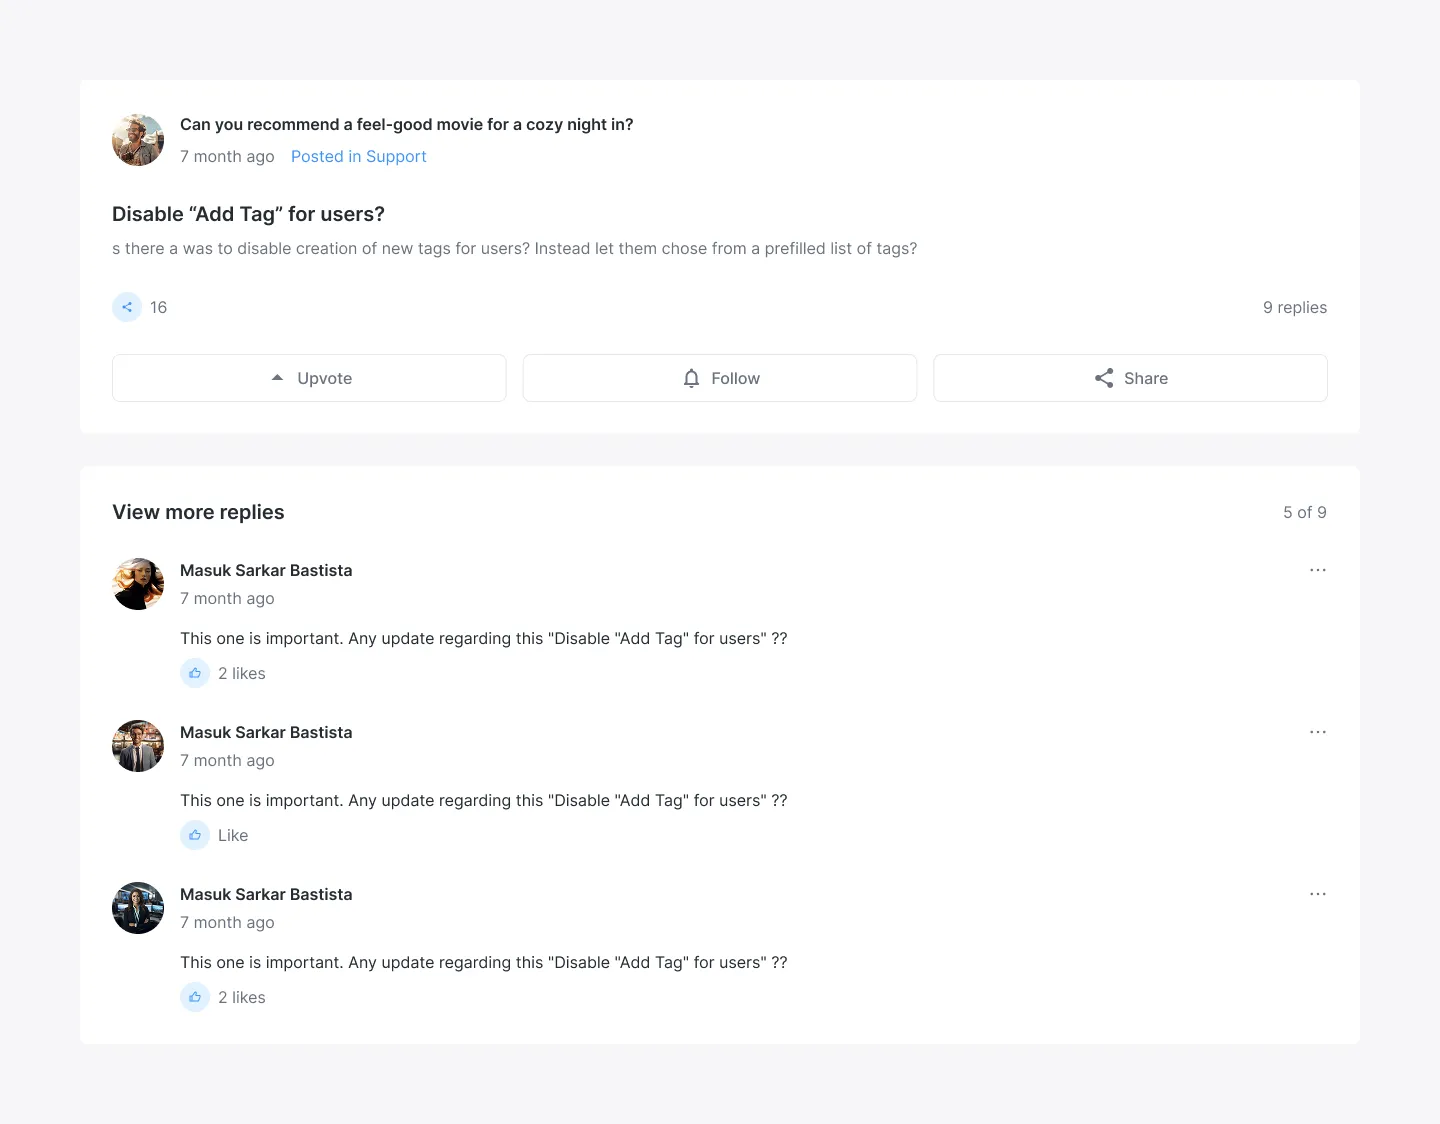 Can you recommend a feel-good movie for a cozy night in?
7 month ago Posted in Support
Disable “Add Tag” for users?
s there a was to disable creation of new tags for users? Instead let them chose from a prefilled list of tags?
16 9 replies
Upvote Follow Share
View more replies 5 of 9
Masuk Sarkar Bastista
7 month ago
This one is important. Any update regarding this "Disable "Add Tag" for users" ??
2 likes
Masuk Sarkar Bastista
7 month ago
This one is important. Any update regarding this "Disable "Add Tag" for users" ??
Like
Masuk Sarkar Bastista
7 month ago
This one is important. Any update regarding this "Disable "Add Tag" for users" ??
2 likes